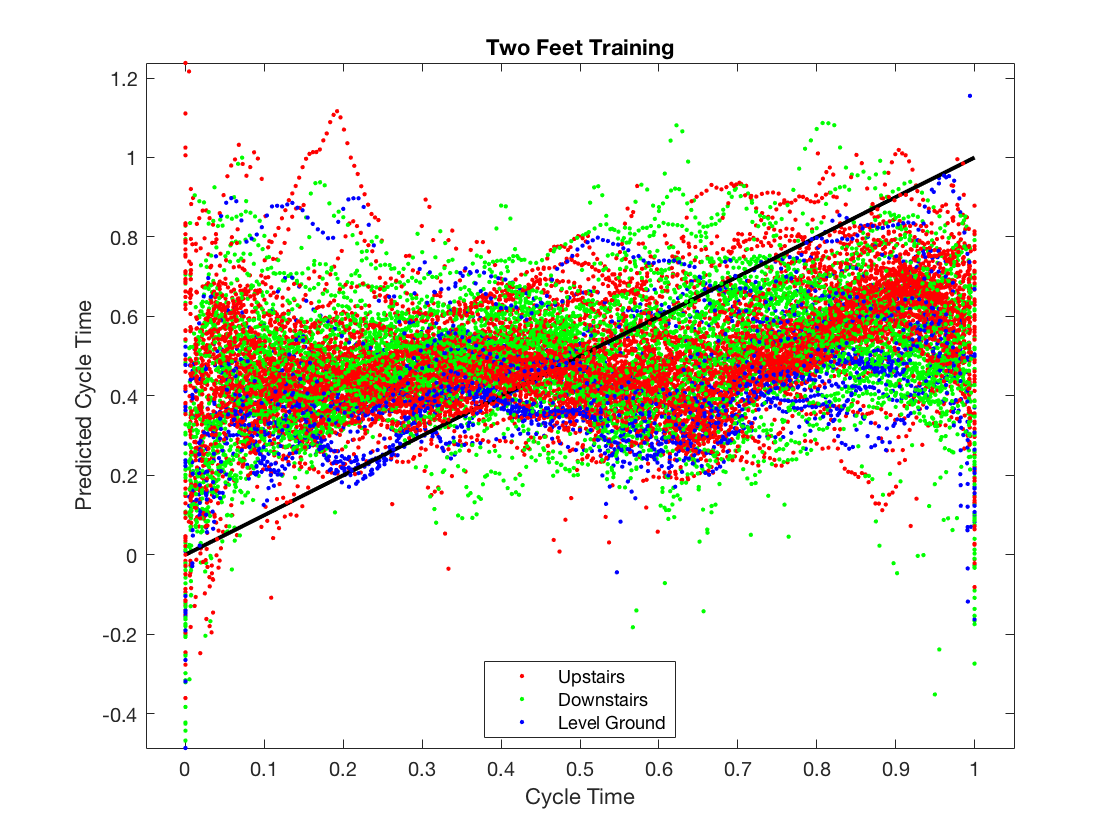 Two Feet Training
1.2
1
0.8
0.6
0.4
0.2
0
-0.2
-0.4
Predicted Cycle Time
Upstairs
Downstairs
Level Ground
0 0.1 0.2 0.3 0.4 0.5 0.6 0.7 0.8 0.9 1
Cycle Time